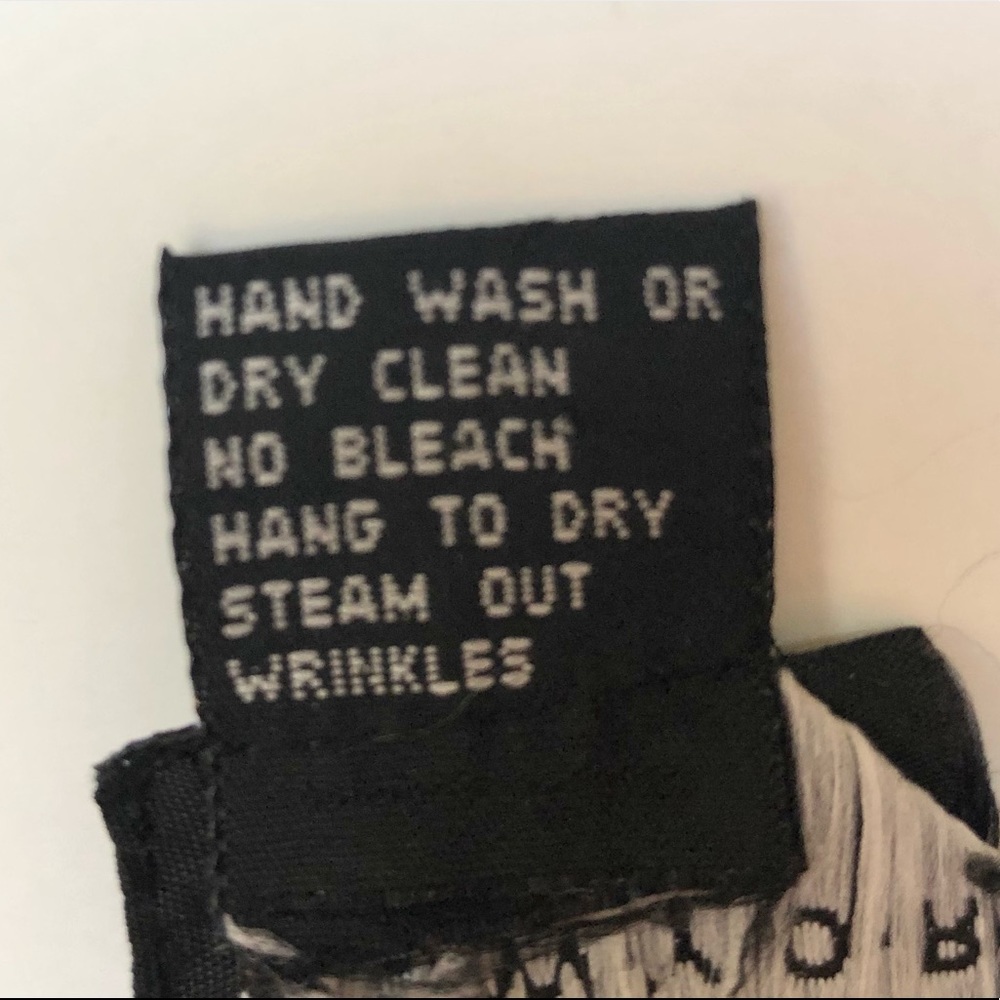 HAND WASH OR
DRY CLEAN
NO BLEACH
HANG TO DRY
STEAM OUT
WRINKLES